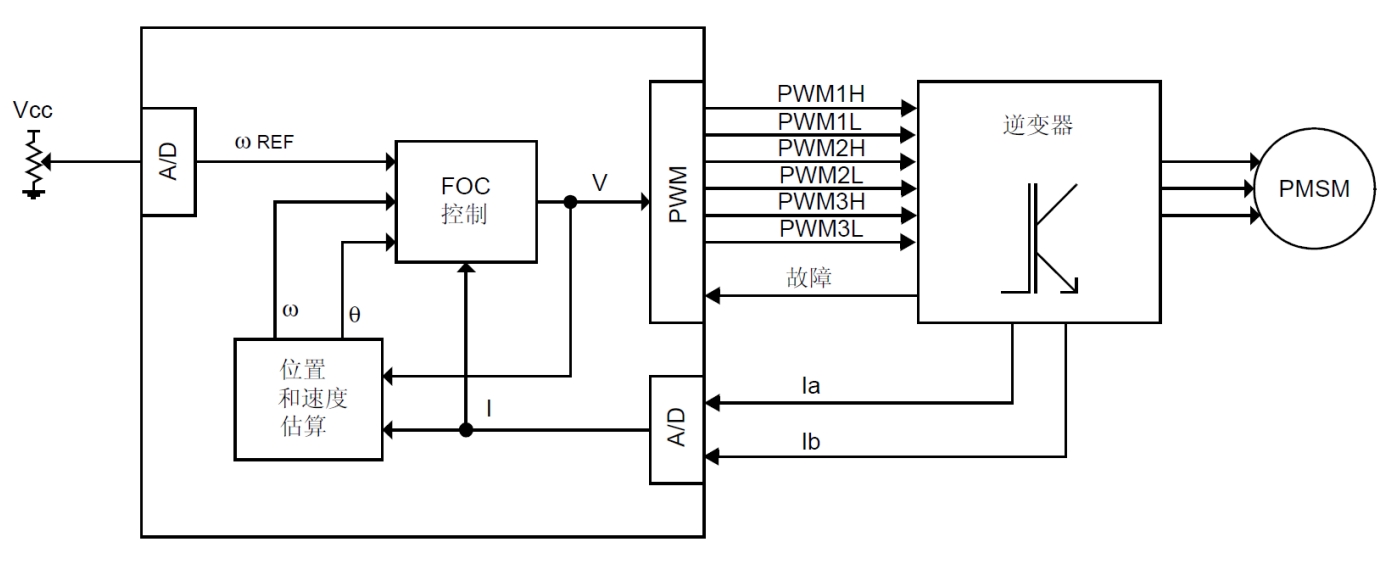 Vcc
A/D
ω REF
FOC
控制
V
PWM
PWM1H
PWM1L
PWM2H
PWM2L
PWM3H
PWM3L
故障
逆变器
PMSM
ω
θ
位置
和速度
估算
I
A/D
Ia
Ib